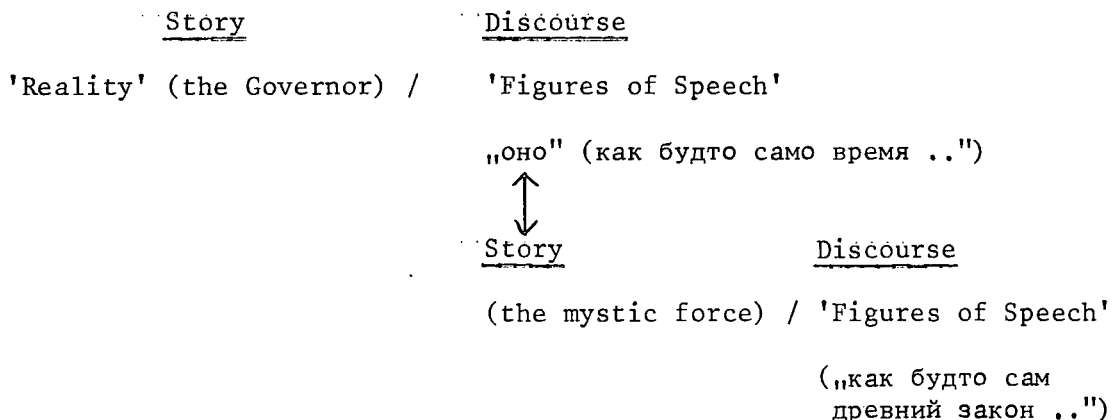 Story Discourse
'Reality' (the Governor) / 'Figures of Speech'
„оно" (как будто само время ..")
Story Discourse
(the mystic force) / 'Figures of Speech'
(„как будто сам
древний закон ..")